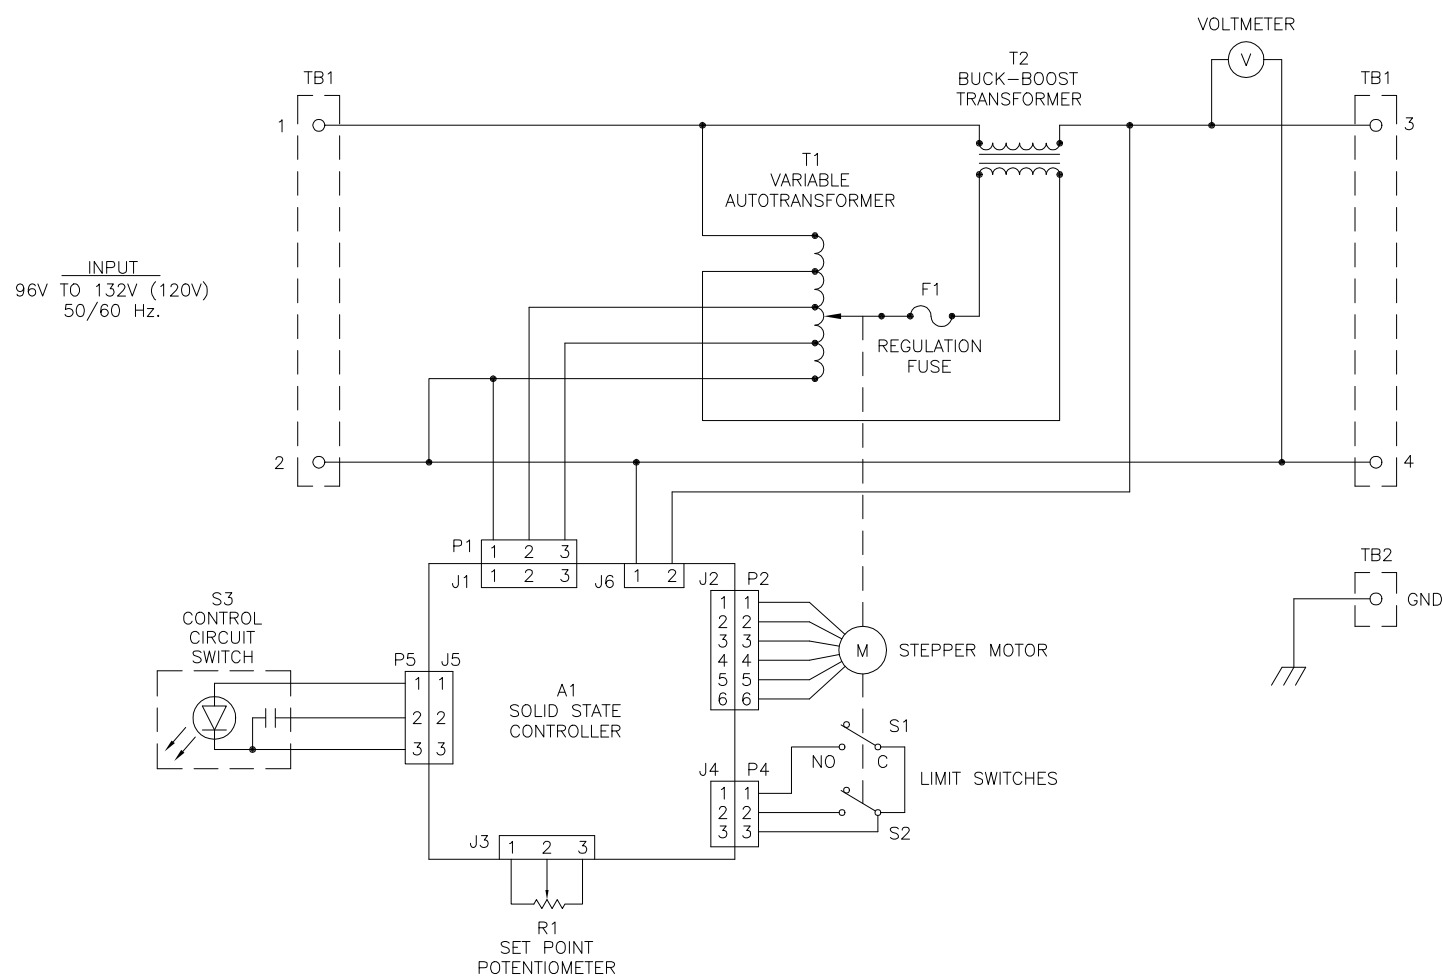 VOLTMETER
V
T2
BUCK-BOOST
TRANSFORMER
TB1
TB1
1
3
T1
VARIABLE
AUTOTRANSFORMER
INPUT
96V TO 132V (120V)
50/60 Hz.
F1
REGULATION
FUSE
2
4
P1
1 2 3
J1
1 2 3
J6
1 2
J2
P2
1 1
2 2
3 3
4 4
5 5
6 6
M
STEPPER MOTOR
TB2
GND
S3
CONTROL
CIRCUIT
SWITCH
P5
J5
1 1
2 2
3 3
A1
SOLID STATE
CONTROLLER
S1
NO
C
LIMIT SWITCHES
S2
J4
P4
1 1
2 2
3 3
J3
1 2 3
R1
SET POINT
POTENTIOMETER